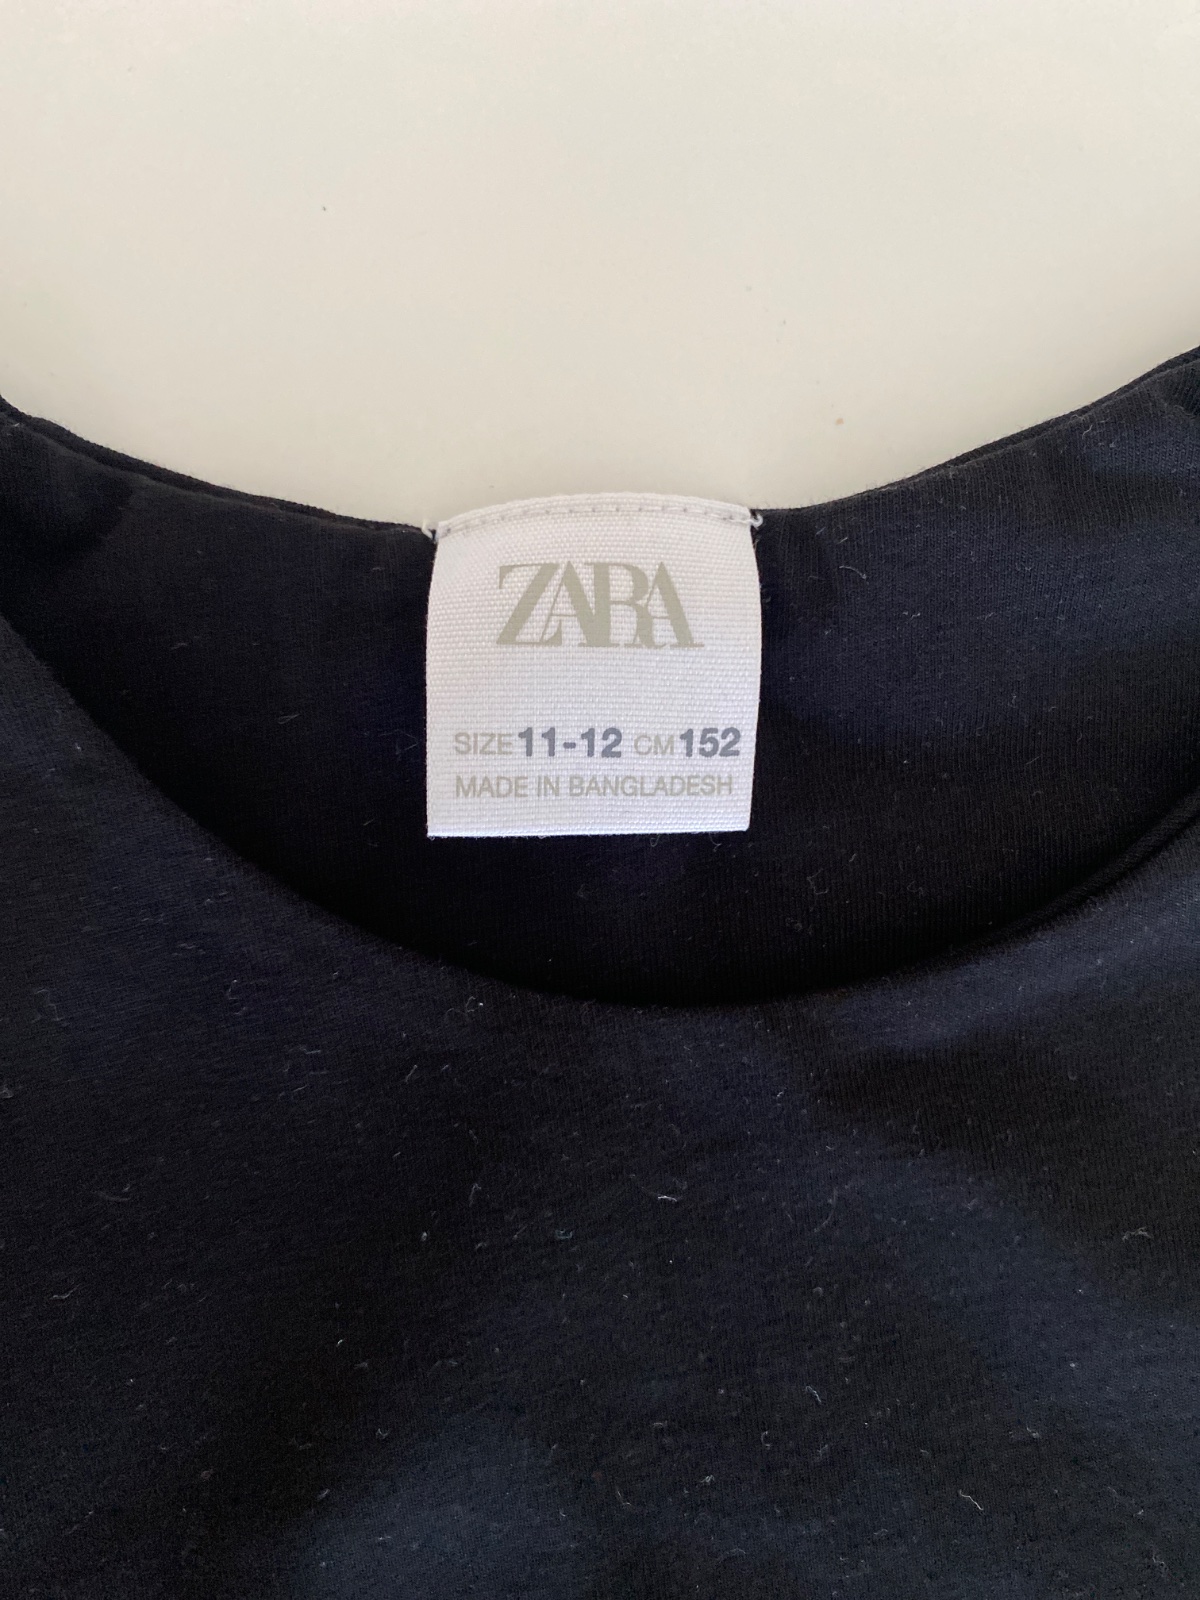 ZARA
SIZE 11-12 CM 152
MADE IN BANGLADESH